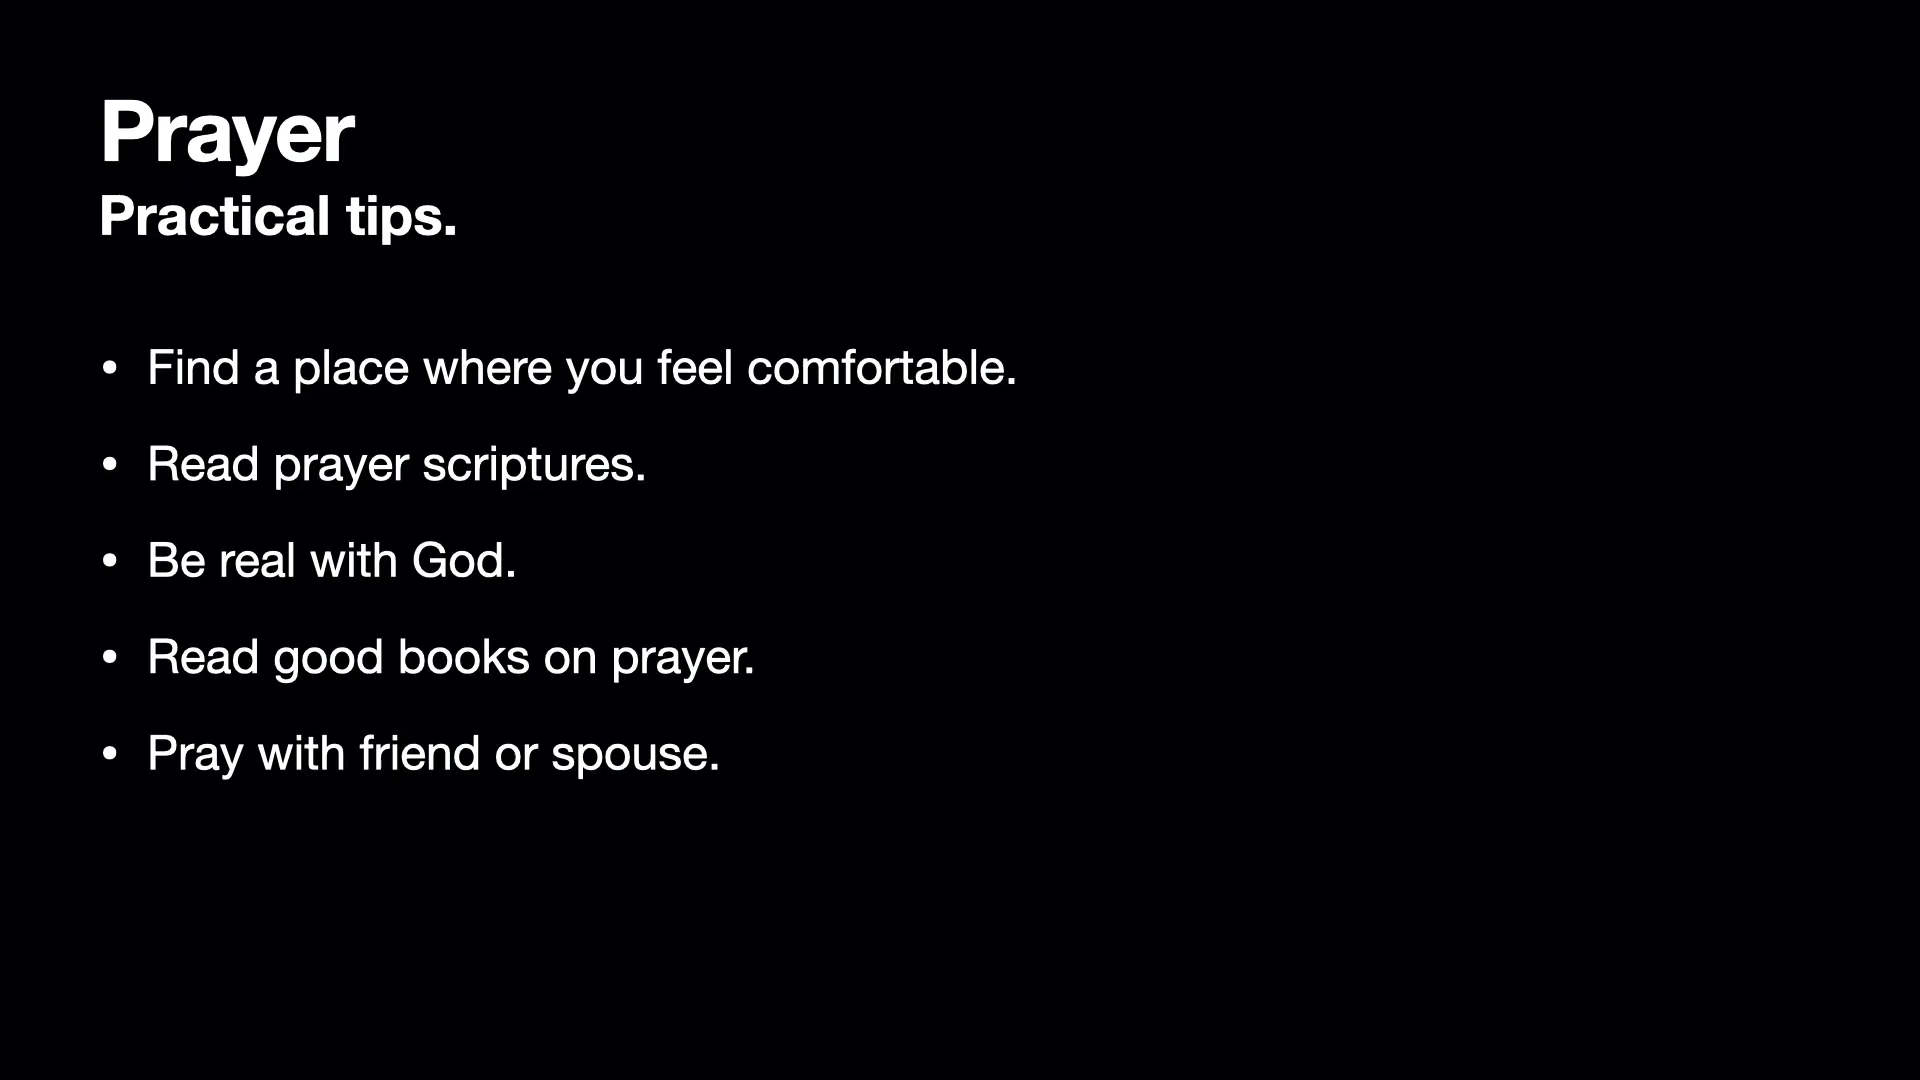 Prayer
Practical tips.
• Find a place where you feel comfortable.
• Read prayer scriptures.
• Be real with God.
• Read good books on prayer.
• Pray with friend or spouse.